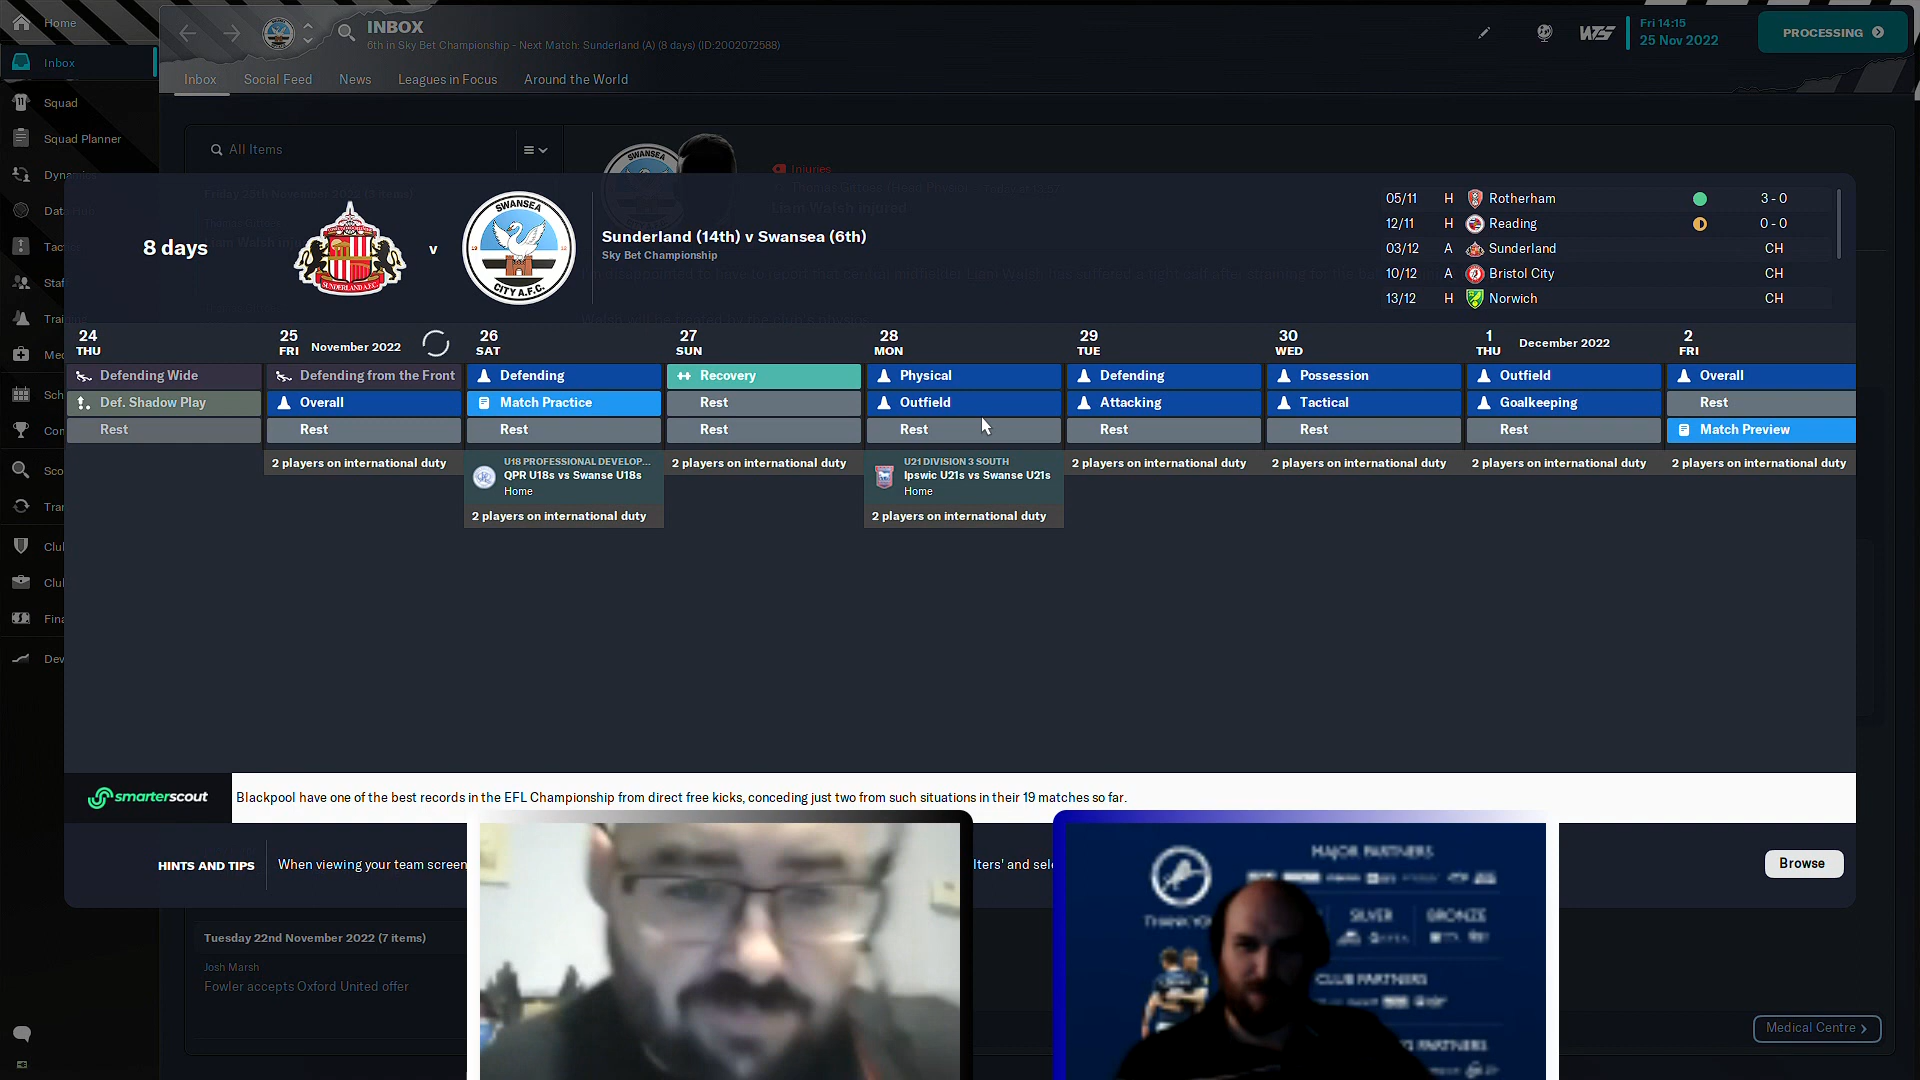 Home
INBOX
6th in Sky Bet Championship - Next Match: Sunderland (A) (8 days) (ID:2002072588)
Fri 14:15
25 Nov 2022
PROCESSING
Inbox
Inbox
Social Feed
News
Leagues in Focus
Around the World
Squad
Squad Planner
All Items
Injuries
8 days
v
SUNDERLAND A.F.C.
SWANSEA
CITY A.F.C.
Sunderland (14th) v Swansea (6th)
Sky Bet Championship
05/11 H Rotherham 3 - 0
12/11 H Reading 0 - 0
03/12 A Sunderland CH
10/12 A Bristol City CH
13/12 H Norwich CH
24 THU
25 FRI November 2022
26 SAT
27 SUN
28 MON
29 TUE
30 WED
1 THU December 2022
2 FRI
Defending Wide
Defending from the Front
Defending
Recovery
Physical
Defending
Possession
Outfield
Overall
Def. Shadow Play
Overall
Match Practice
Rest
Outfield
Attacking
Tactical
Goalkeeping
Rest
Rest
Rest
Rest
Rest
Rest
Rest
Rest
Rest
Match Preview
2 players on international duty
U18 PROFESSIONAL DEVELOP...
QPR U18s vs Swanse U18s
Home
2 players on international duty
2 players on international duty
U21 DIVISION 3 SOUTH
Ipswic U21s vs Swanse U21s
Home
2 players on international duty
2 players on international duty
2 players on international duty
2 players on international duty
2 players on international duty
smarterscout
Blackpool have one of the best records in the EFL Championship from direct free kicks, conceding just two from such situations in their 19 matches so far.
HINTS AND TIPS
When viewing your team screen
lters' and sel
Browse
Tuesday 22nd November 2022 (7 items)
Josh Marsh
Fowler accepts Oxford United offer
MAJOR PARTNERS
SILVER
BRONZE
CLUB PARTNERS
PARTNERS
Medical Centre